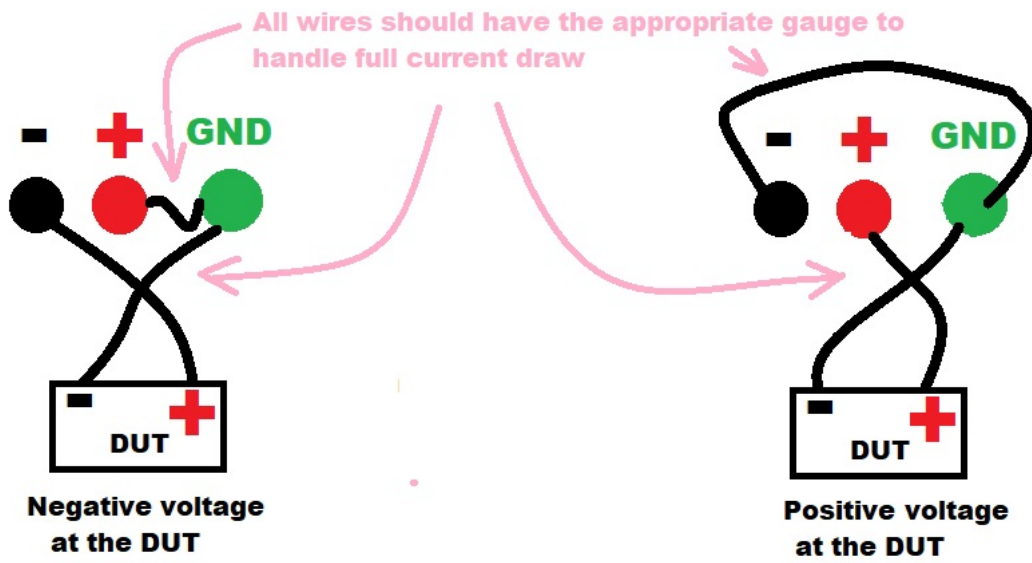 All wires should have the appropriate gauge to
handle full current draw
- + GND
- + GND
- +
DUT
- +
DUT
Negative voltage
at the DUT
Positive voltage
at the DUT